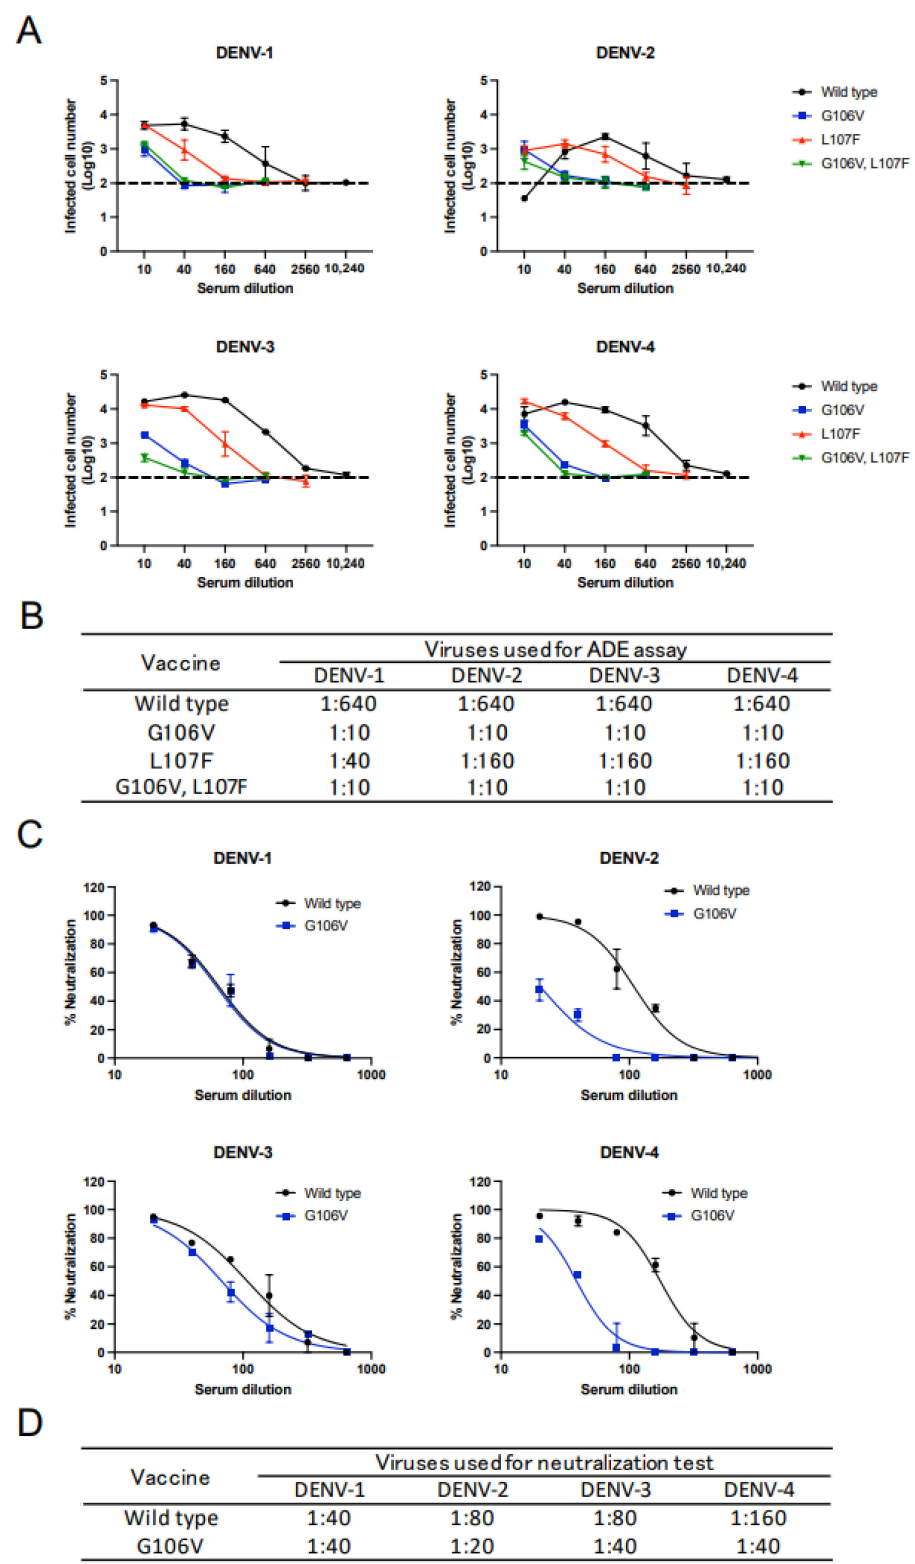 A
DENV-1
Infected cell number
(Log10)
5
4
3
2
1
0
10 40 160 640 2560 10,240
Serum dilution
DENV-2
Infected cell number
(Log10)
5
4
3
2
1
0
10 40 160 640 2560 10,240
Serum dilution
Wild type
G106V
L107F
G106V, L107F
DENV-3
Infected cell number
(Log10)
5
4
3
2
1
0
10 40 160 640 2560 10,240
Serum dilution
DENV-4
Infected cell number
(Log10)
5
4
3
2
1
0
10 40 160 640 2560 10,240
Serum dilution
Wild type
G106V
L107F
G106V, L107F
B
Vaccine Viruses used for ADE assay
DENV-1 DENV-2 DENV-3 DENV-4
Wild type 1:640 1:640 1:640 1:640
G106V 1:10 1:10 1:10 1:10
L107F 1:40 1:160 1:160 1:160
G106V, L107F 1:10 1:10 1:10 1:10
C
DENV-1
% Neutralization
120
100
80
60
40
20
0
10 100 1000
Serum dilution
Wild type
G106V
DENV-2
% Neutralization
120
100
80
60
40
20
0
10 100 1000
Serum dilution
Wild type
G106V
DENV-3
% Neutralization
120
100
80
60
40
20
0
10 100 1000
Serum dilution
Wild type
G106V
DENV-4
% Neutralization
120
100
80
60
40
20
0
10 100 1000
Serum dilution
Wild type
G106V
D
Vaccine Viruses used for neutralization test
DENV-1 DENV-2 DENV-3 DENV-4
Wild type 1:40 1:80 1:80 1:160
G106V 1:40 1:20 1:40 1:40